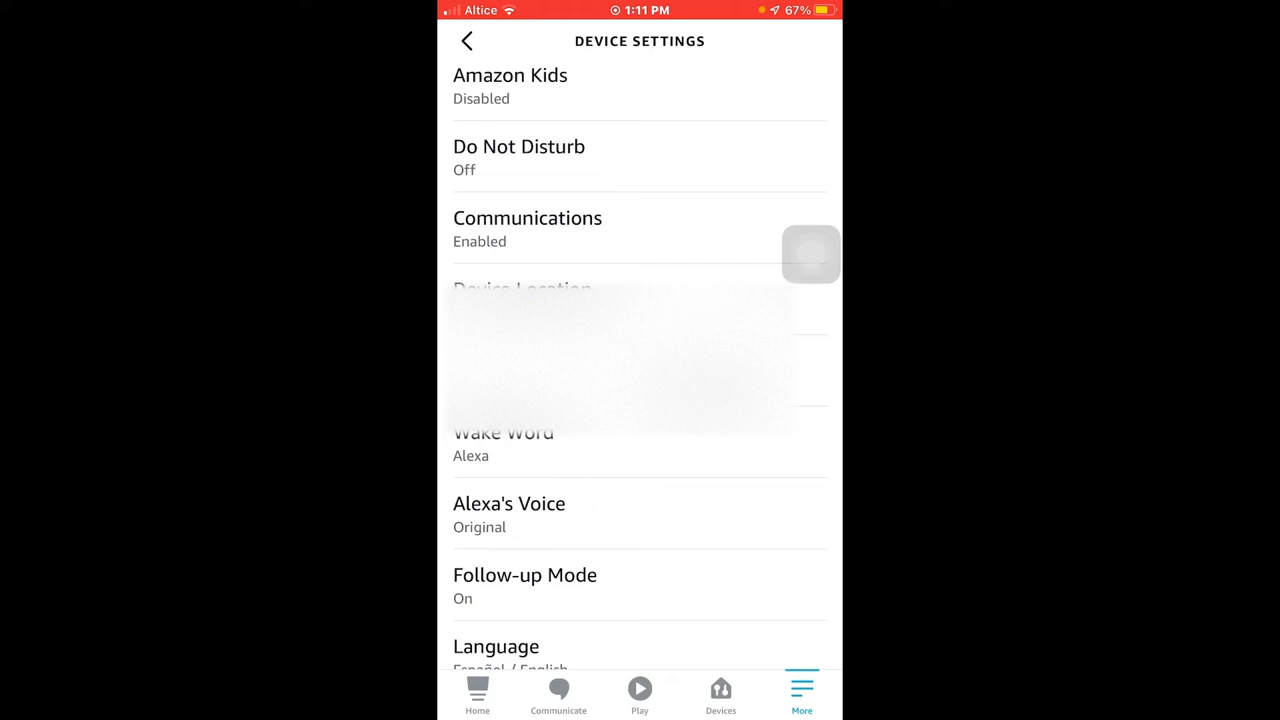 Altice 1:11 PM 67%
DEVICE SETTINGS
Amazon Kids
Disabled
Do Not Disturb
Off
Communications
Enabled
Device Location
Wake Word
Alexa
Alexa's Voice
Original
Follow-up Mode
On
Language
Español / English
Home Communicate Play Devices More